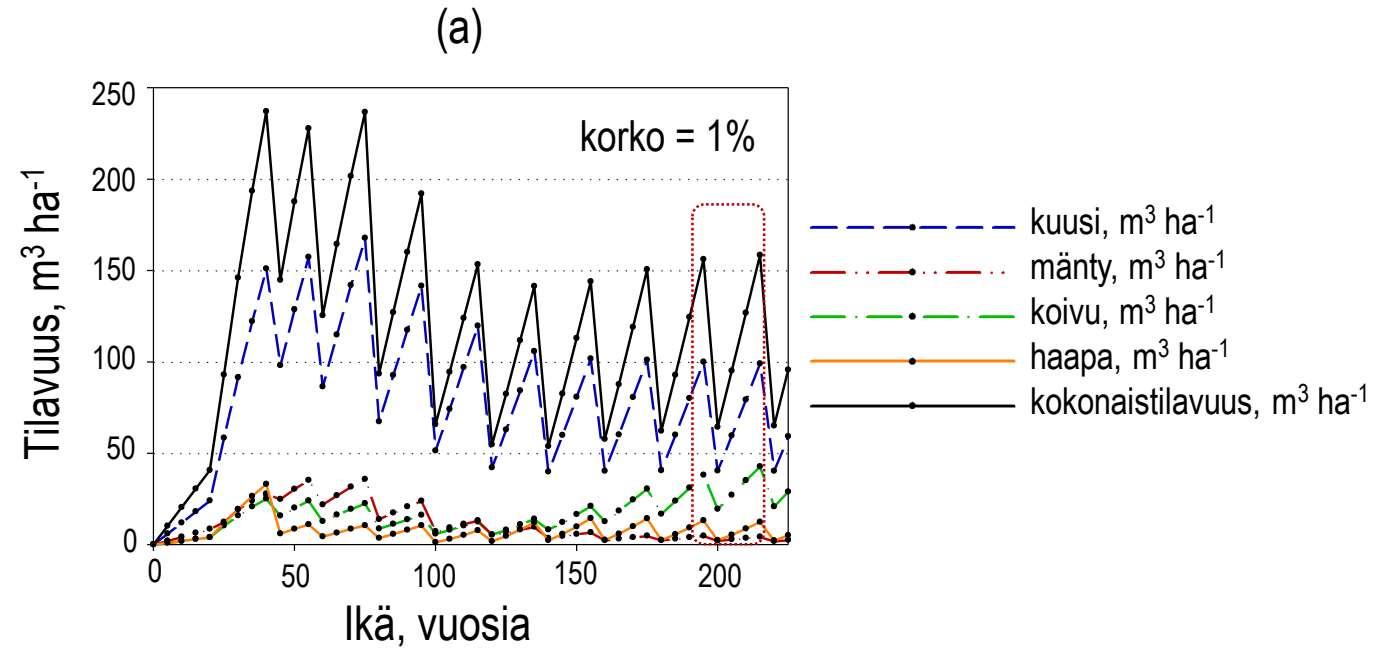 (a)
250
200
150
100
50
0
Tilavuus, m³ ha⁻¹
korko = 1%
0 50 100 150 200
Ikä, vuosia
kuusi, m³ ha⁻¹
mänty, m³ ha⁻¹
koivu, m³ ha⁻¹
haapa, m³ ha⁻¹
kokonaistilavuus, m³ ha⁻¹